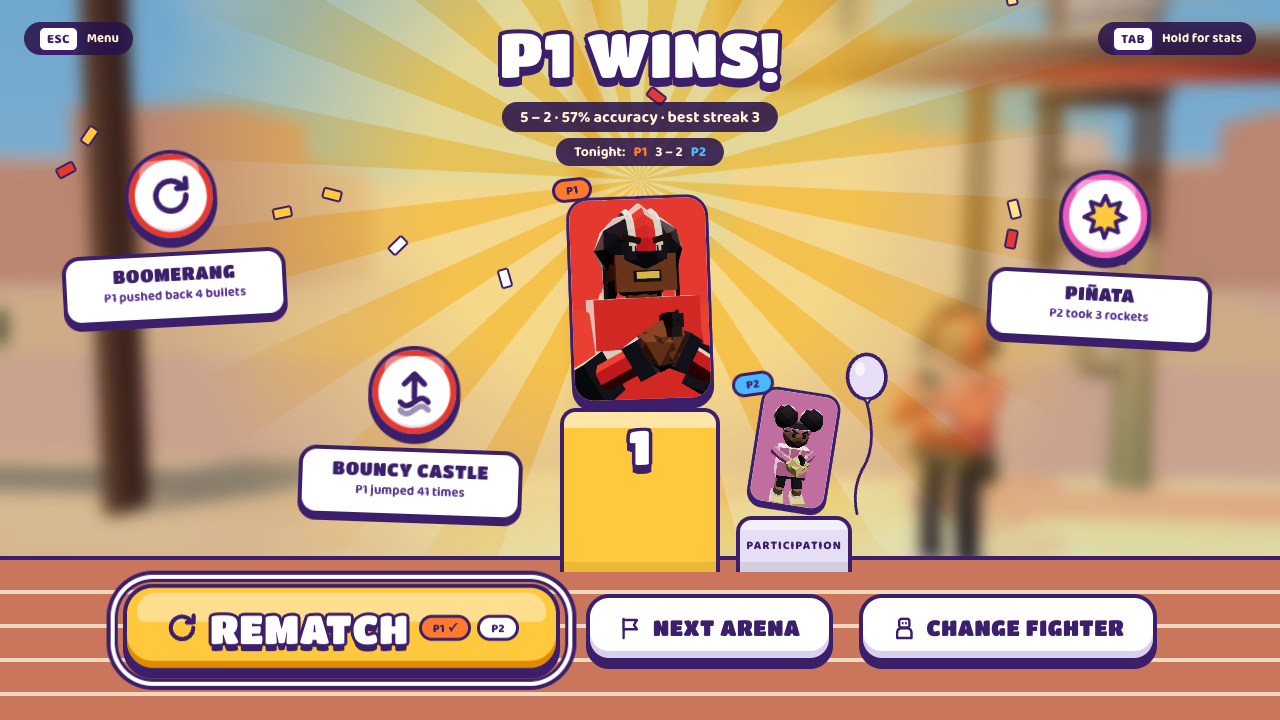 ESC Menu
P1 WINS!
TAB Hold for stats
5 – 2 · 57% accuracy · best streak 3
Tonight: P1 3 – 2 P2
P1
BOOMERANG
P1 pushed back 4 bullets
PIÑATA
P2 took 3 rockets
P2
1
BOUNCY CASTLE
P1 jumped 41 times
PARTICIPATION
REMATCH P1 ✓ P2
NEXT ARENA
CHANGE FIGHTER